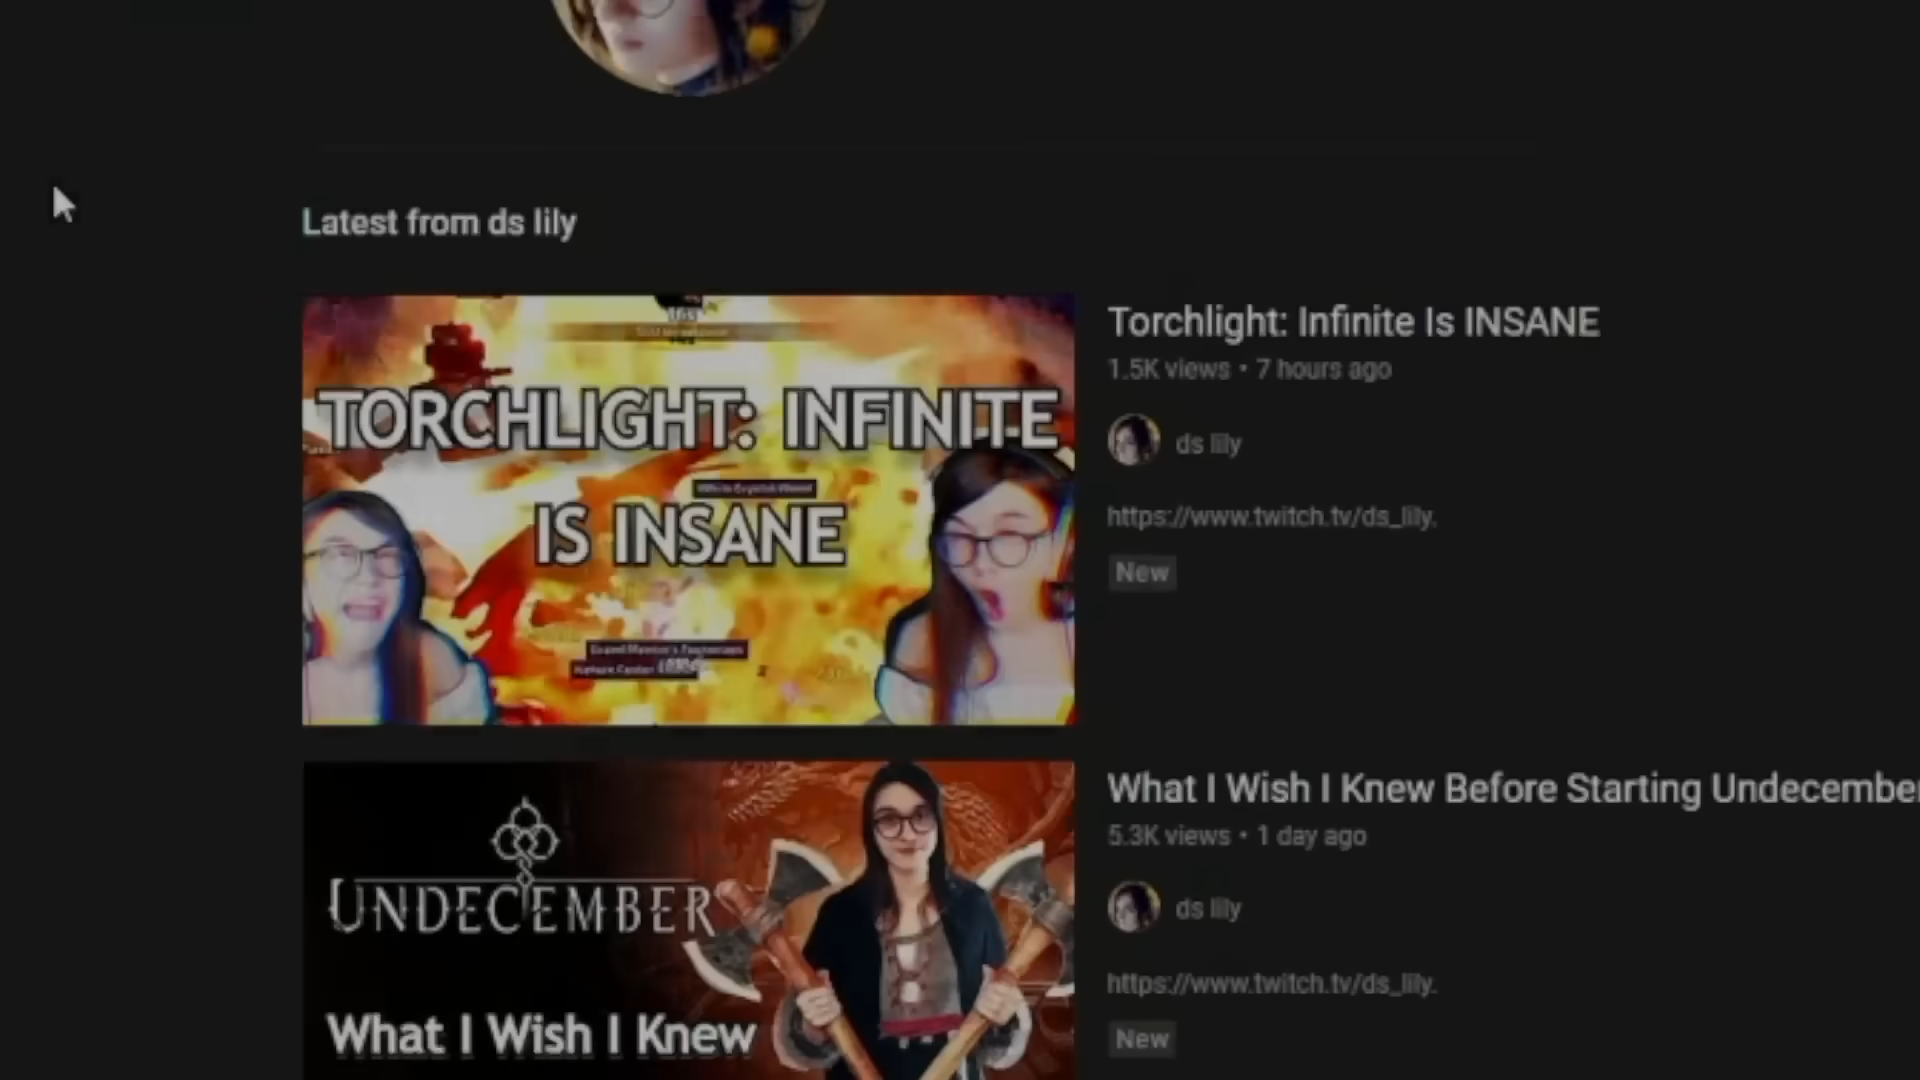 Latest from ds lily
TORCHLIGHT: INFINITE
IS INSANE
Torchlight: Infinite Is INSANE
1.5K views • 7 hours ago
ds lily
https://www.twitch.tv/ds_lily.
New
UNDECEMBER
What I Wish I Knew
What I Wish I Knew Before Starting Undecember
5.3K views • 1 day ago
ds lily
https://www.twitch.tv/ds_lily.
New